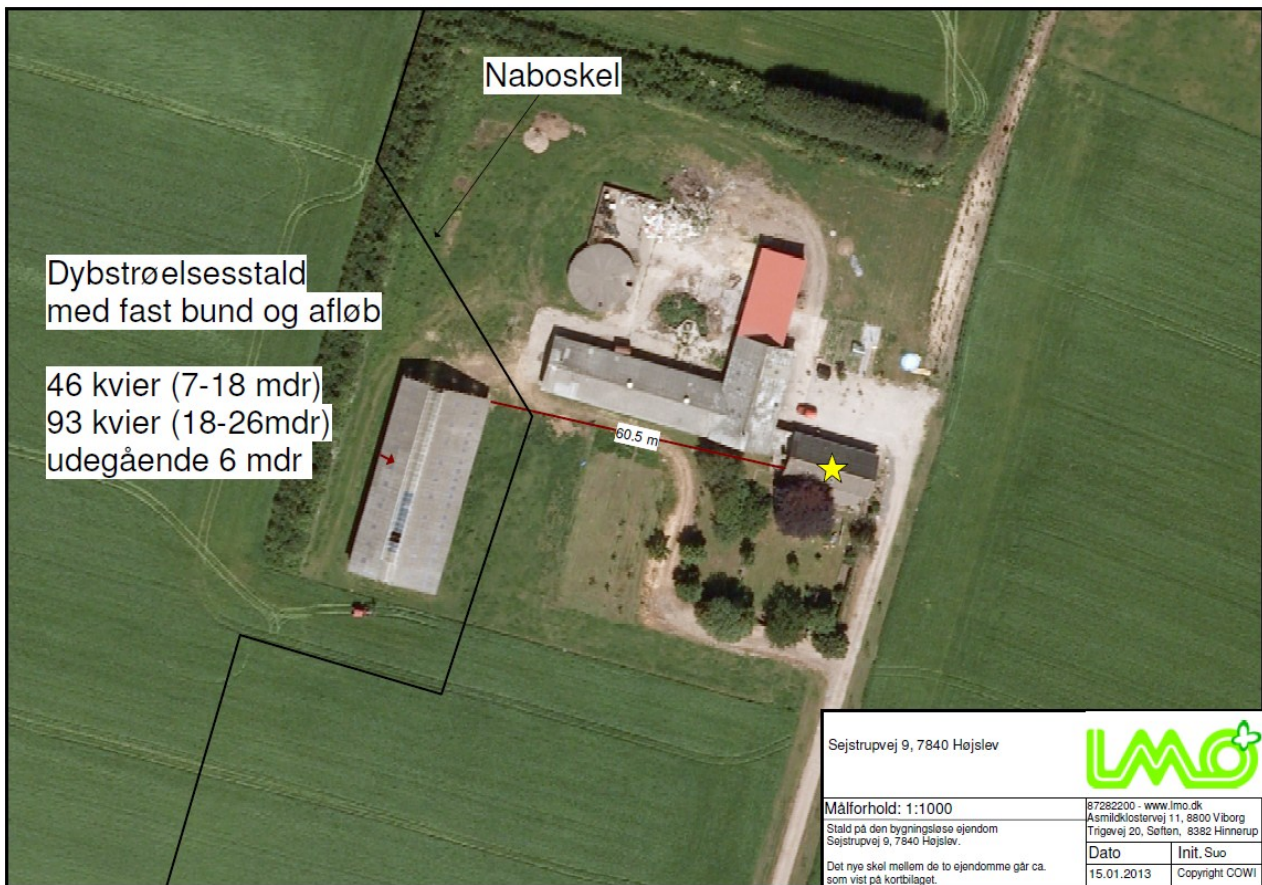 Naboskel
Dybstrøelsesstald
med fast bund og afløb
46 kvier (7-18 mdr)
93 kvier (18-26mdr)
udegående 6 mdr
60.5 m
Sejstrupvej 9, 7840 Højslev
LMO
Målforhold: 1:1000
Stald på den bygningsløse ejendom
Sejstrupvej 9, 7840 Højslev.
Det nye skel mellem de to ejendomme går ca.
som vist på kortbilaget.
87282200 - www.lmo.dk
Asmildklostervej 11, 8800 Viborg
Trigevej 20, Søften, 8382 Hinnerup
Dato
Init. Suo
15.01.2013
Copyright COWI